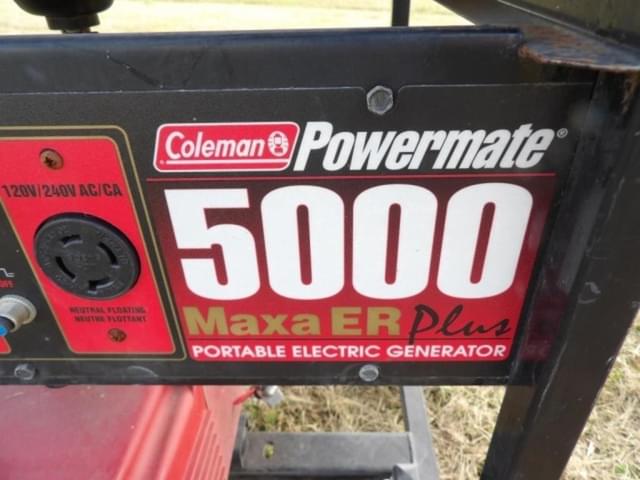 Coleman Powermate®
120V/240V AC/CA
5000
NEUTRAL FLOATING
NEUTRE FLOTTANT
Maxa ER Plus
PORTABLE ELECTRIC GENERATOR